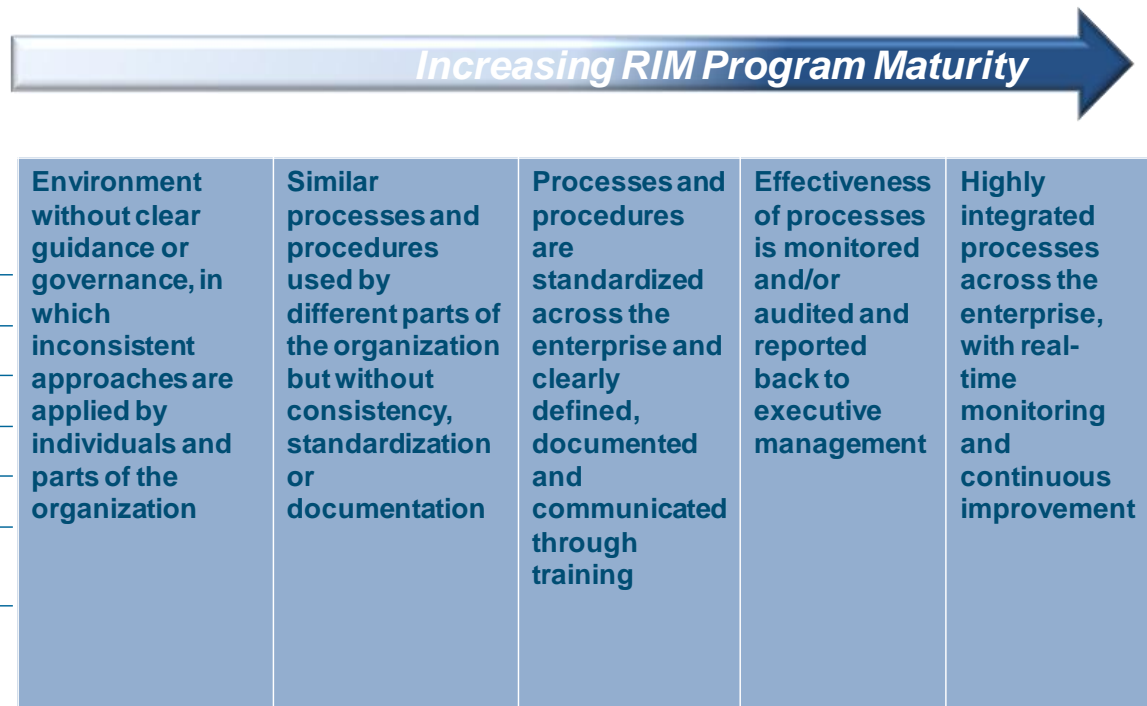 Increasing RIM Program Maturity
Environment
without clear
guidance or
governance, in
which
inconsistent
approaches are
applied by
individuals and
parts of the
organization
Similar
processes and
procedures
used by
different parts of
the organization
but without
consistency,
standardization
or
documentation
Processes and
procedures
are
standardized
across the
enterprise and
clearly
defined,
documented
and
communicated
through
training
Effectiveness
of processes
is monitored
and/or
audited and
reported
back to
executive
management
Highly
integrated
processes
across the
enterprise,
with real-
time
monitoring
and
continuous
improvement